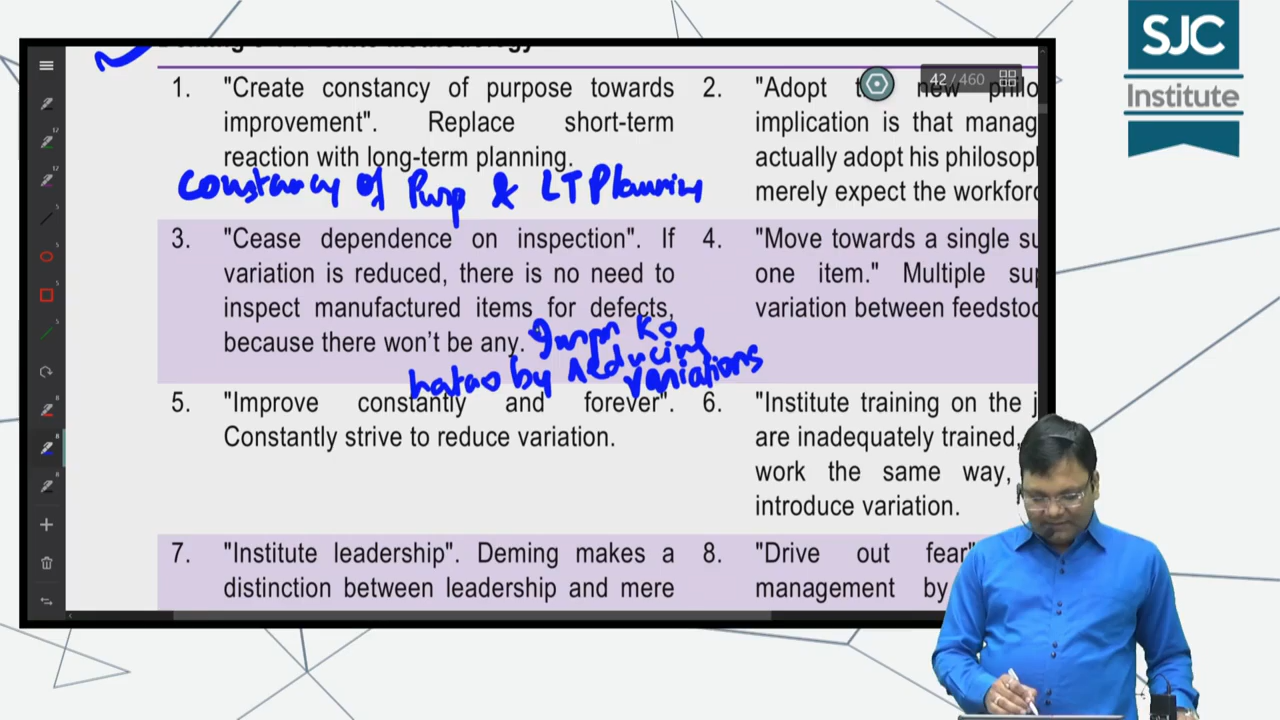 SJC
Institute
42 / 460
1. "Create constancy of purpose towards
improvement". Replace short-term
reaction with long-term planning.
Constancy of Purp & LT Planning
2. "Adopt new philo
implication is that manag
actually adopt his philosoph
merely expect the workforc
3. "Cease dependence on inspection". If
variation is reduced, there is no need to
inspect manufactured items for defects,
because there won't be any.
Inspn Ko
hatao by reducing
variations
4. "Move towards a single su
one item." Multiple sup
variation between feedstoc
5. "Improve constantly and forever".
Constantly strive to reduce variation.
6. "Institute training on the j
are inadequately trained,
work the same way,
introduce variation.
7. "Institute leadership". Deming makes a
distinction between leadership and mere
8. "Drive out fear"
management by